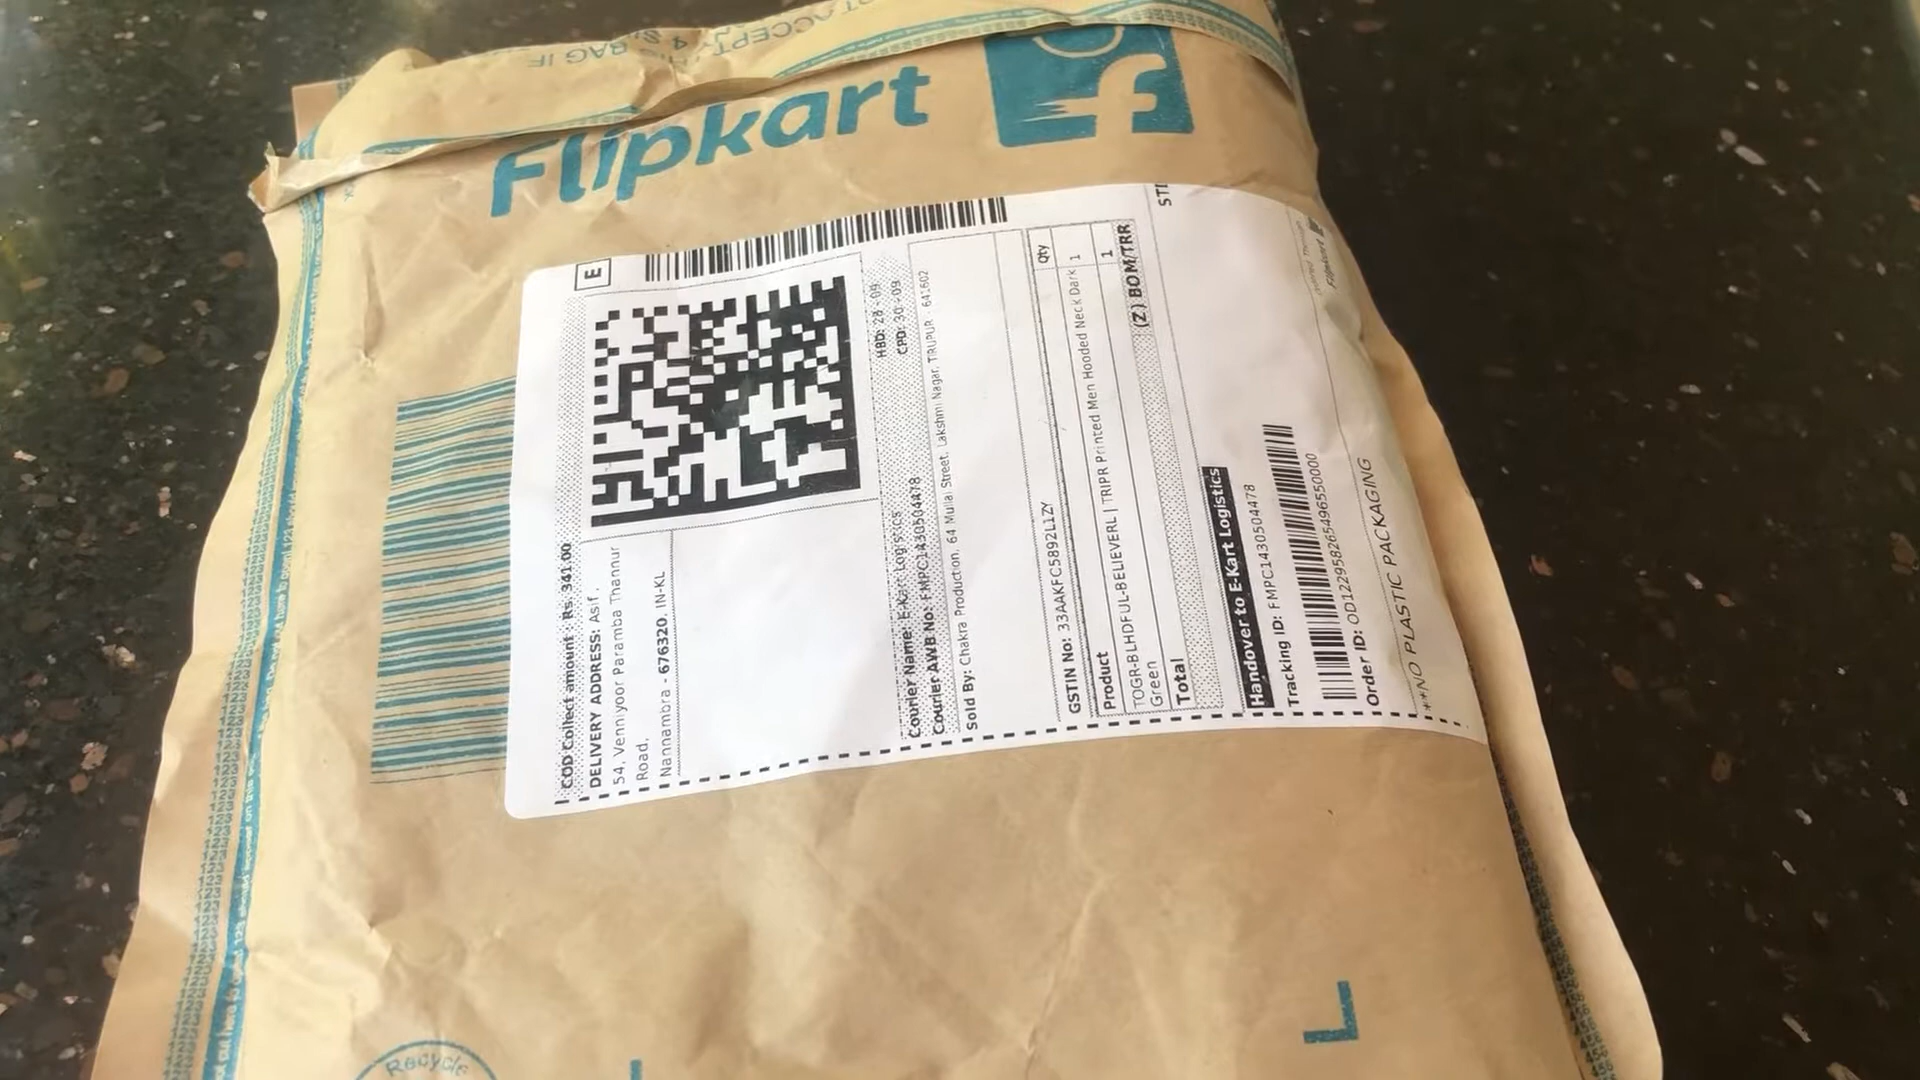 Flipkart
E
COD Collect amount : Rs. 341.00
DELIVERY ADDRESS: Asif ,
54, Venniyoor Paramba Thannur
Road,
Nannambra - 676320, IN-KL
HBD: 28 -09
CPD: 30 -09
Courier Name: E-Kart Logistics
Courier AWB No: FMPC1430504478
Sold By: Chakra Production, 64 Mullai Street, Lakshmi Nagar, TIRUPUR - 641602
GSTIN No: 33AAKFC5892L1ZY
Product Qty
TOGR-BLHDFUL-BELIEVERL | TRIPR Printed Men Hooded Neck Dark 1
Green
Total 1
(Z) BOM/TRR
STD
Handover to E-Kart Logistics
Tracking ID: FMPC1430504478
Order ID: OD122958265496550000
Ordered Through
Flipkart
**NO PLASTIC PACKAGING
Recycle
L